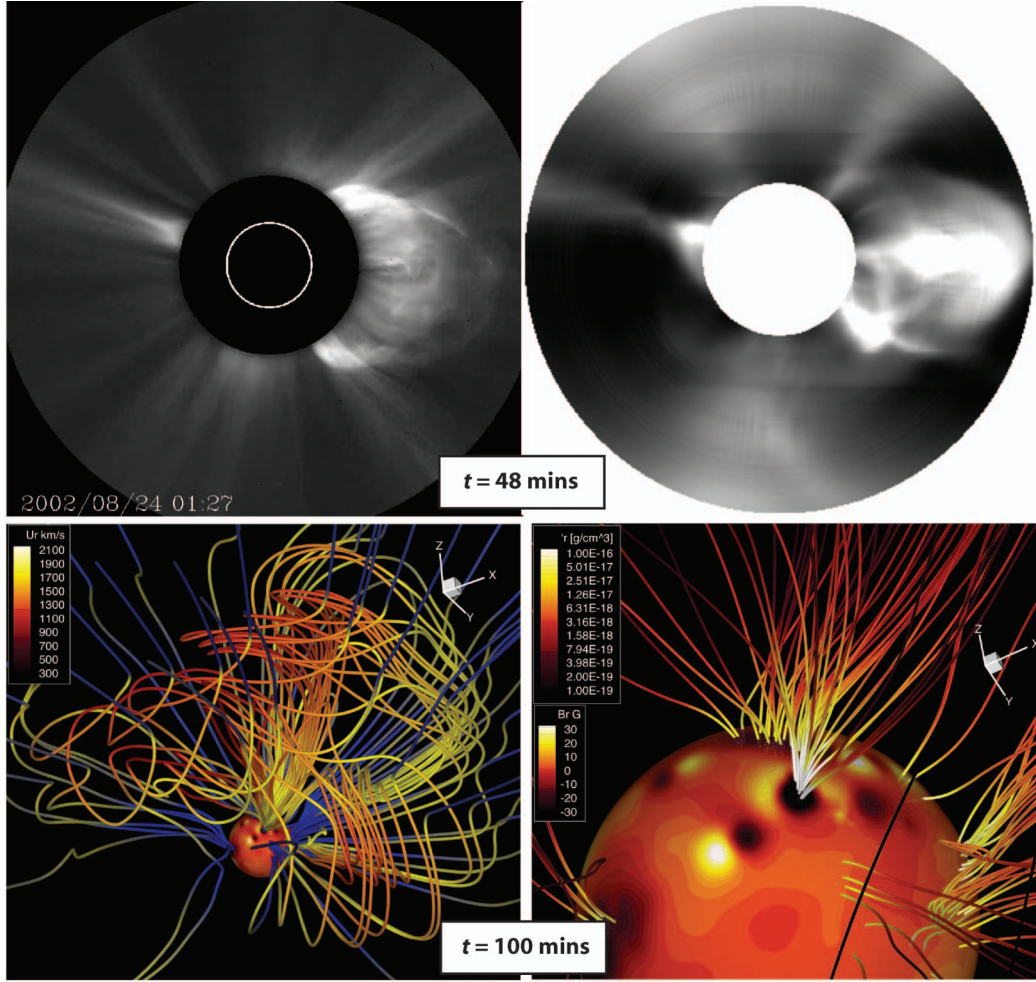 t = 48 mins
2002/08/24 01:27
Ur km/s
2100
1900
1700
1500
1300
1100
900
700
500
300
Z
X
Y
'r [g/cm^3]
1.00E-16
5.01E-17
2.51E-17
1.26E-17
6.31E-18
3.16E-18
1.58E-18
7.94E-19
3.98E-19
2.00E-19
1.00E-19
Br G
30
20
10
0
-10
-20
-30
Z
X
Y
t = 100 mins